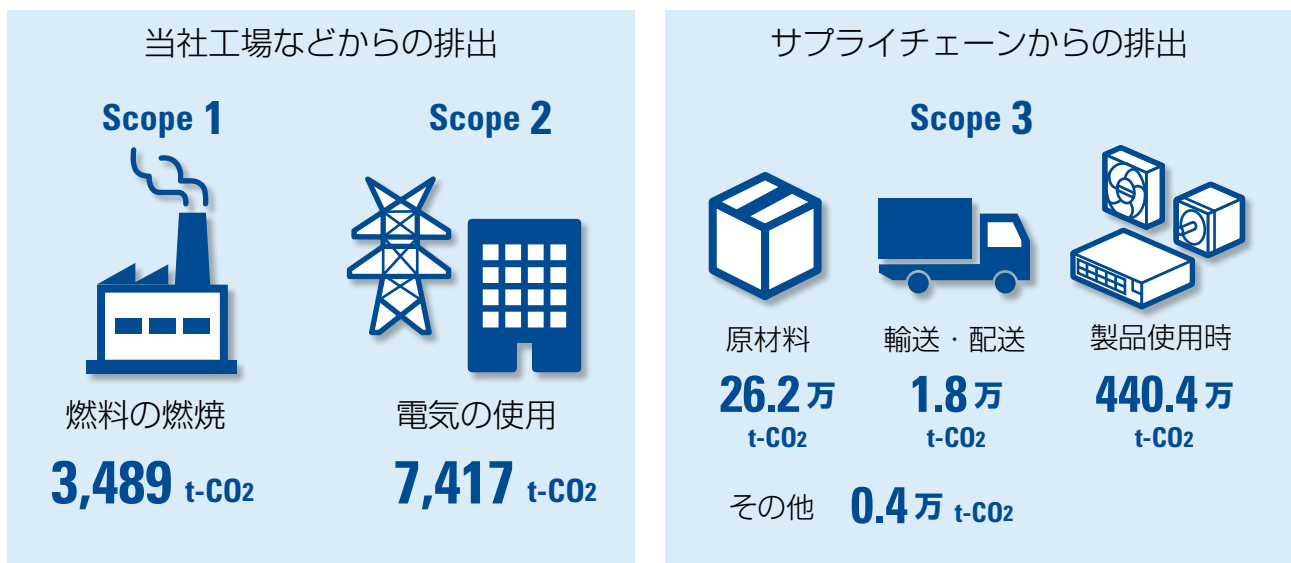 当社工場などからの排出
Scope 1
Scope 2
燃料の燃焼
電気の使用
3,489 t-CO2
7,417 t-CO2
サプライチェーンからの排出
Scope 3
原材料
輸送・配送
製品使用時
26.2万
t-CO2
1.8万
t-CO2
440.4万
t-CO2
その他 0.4万 t-CO2